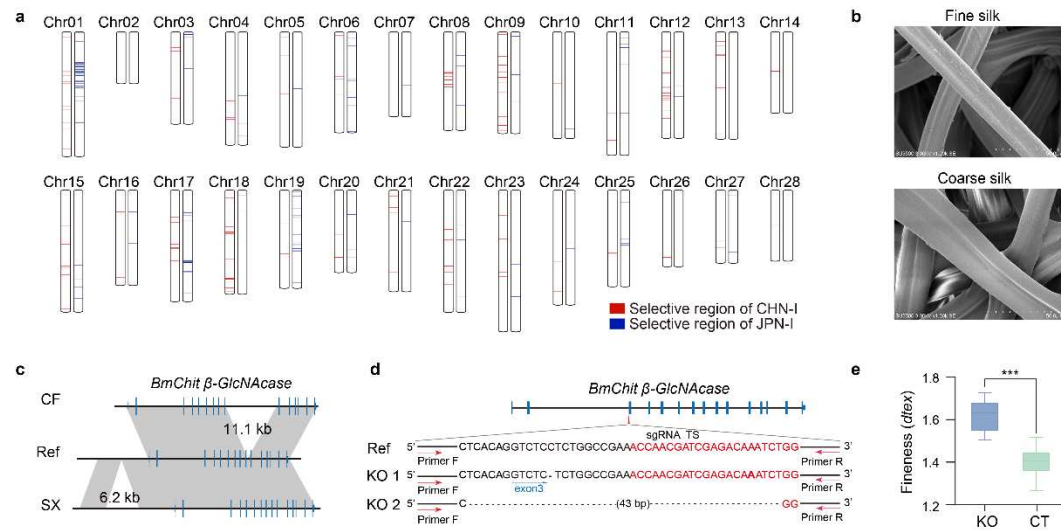 a
Chr01 Chr02 Chr03 Chr04 Chr05 Chr06 Chr07 Chr08 Chr09 Chr10 Chr11 Chr12 Chr13 Chr14
Chr15 Chr16 Chr17 Chr18 Chr19 Chr20 Chr21 Chr22 Chr23 Chr24 Chr25 Chr26 Chr27 Chr28
Selective region of CHN-I
Selective region of JPN-I
b
Fine silk
Coarse silk
c
BmChit β-GlcNAcase
CF
11.1 kb
Ref
6.2 kb
SX
d
BmChit β-GlcNAcase
sgRNA TS
Ref 5' CTCACAGGTCTCCTCTGGCCGAAACCAACGATCGAGACAAATCTGG 3'
Primer F Primer R
KO 1 5' CTCACAGGTCTC-TCTGGCCGAAACCAACGATCGAGACAAATCTGG 3'
Primer F exon3 Primer R
KO 2 5' C (43 bp) GG 3'
Primer F Primer R
e
***
Fineness (dtex)
1.8
1.6
1.4
1.2
KO CT